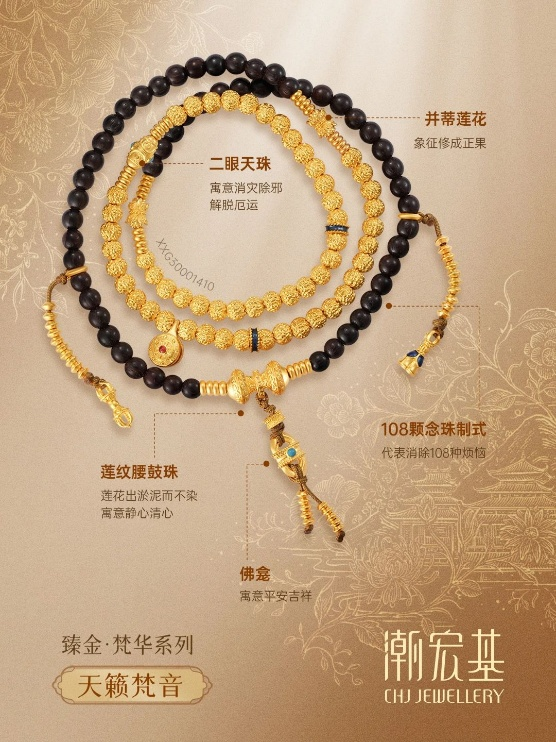 并蒂莲花
象征修成正果
二眼天珠
寓意消灾除邪
解脱厄运
XXG30001410
108颗念珠制式
代表消除108种烦恼
莲纹腰鼓珠
莲花出淤泥而不染
寓意静心清心
佛龛
寓意平安吉祥
臻金·梵华系列
天籁梵音
潮宏基
CHJ JEWELLERY